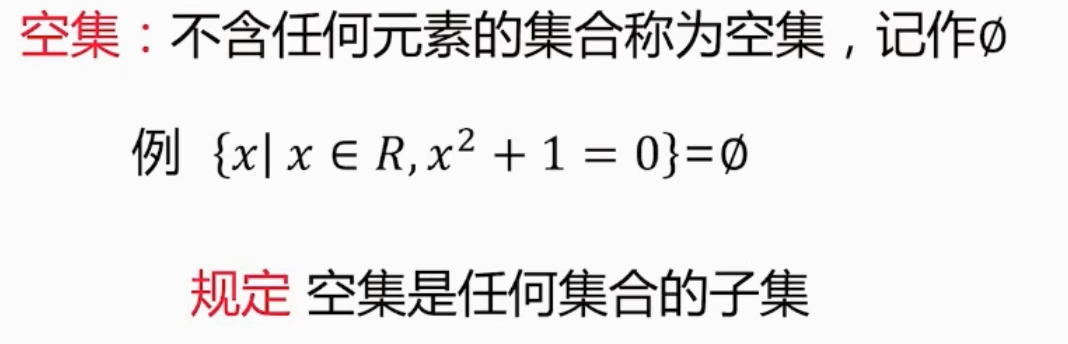 空集：不含任何元素的集合称为空集，记作∅
例 {x| x ∈ R, x² + 1 = 0}=∅
规定 空集是任何集合的子集